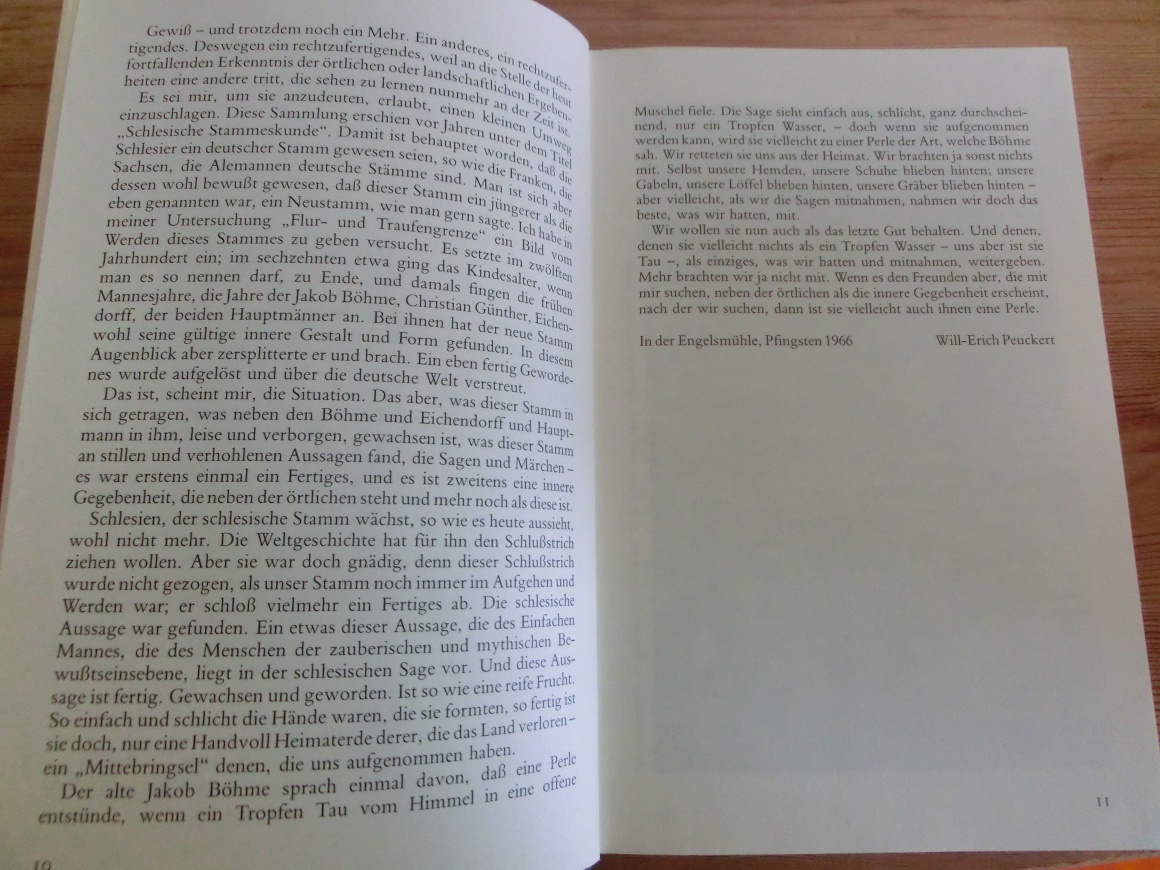 Gewiß – und trotzdem noch ein Mehr. Ein anderes, ein rechtzufer-
tigendes. Deswegen ein rechtzufertigendes, weil an die Stelle der heut
fortfallenden Erkenntnis der örtlichen oder landschaftlichen Ergeben-
heiten eine andere tritt, die sehen zu lernen nunmehr an der Zeit ist.
Es sei mir, um sie anzudeuten, erlaubt, einen kleinen Umweg
einzuschlagen. Diese Sammlung erschien vor Jahren unter dem Titel
„Schlesische Stammeskunde“. Damit ist behauptet worden, daß die
Schlesier ein deutscher Stamm gewesen seien, so wie die Franken, die
Sachsen, die Alemannen deutsche Stämme sind. Man ist sich aber
dessen wohl bewußt gewesen, daß dieser Stamm ein jüngerer als die
eben genannten war, ein Neustamm, wie man gern sagte. Ich habe in
meiner Untersuchung „Flur- und Traufengrenze“ ein Bild vom
Werden dieses Stammes zu geben versucht. Es setzte im zwölften
Jahrhundert ein; im sechzehnten etwa ging das Kindesalter, wenn
man es so nennen darf, zu Ende, und damals fingen die frühen
Mannesjahre, die Jahre der Jakob Böhme, Christian Günther, Eichen-
dorff, der beiden Hauptmänner an. Bei ihnen hat der neue Stamm
wohl seine gültige innere Gestalt und Form gefunden. In diesem
Augenblick aber zersplitterte er und brach. Ein eben fertig Geworde-
nes wurde aufgelöst und über die deutsche Welt verstreut.
Das ist, scheint mir, die Situation. Das aber, was dieser Stamm in
sich getragen, was neben den Böhme und Eichendorff und Haupt-
mann in ihm, leise und verborgen, gewachsen ist, was dieser Stamm
an stillen und verhohlenen Aussagen fand, die Sagen und Märchen –
es war erstens einmal ein Fertiges, und es ist zweitens eine innere
Gegebenheit, die neben der örtlichen steht und mehr noch als diese ist.
Schlesien, der schlesische Stamm wächst, so wie es heute aussieht,
wohl nicht mehr. Die Weltgeschichte hat für ihn den Schlußstrich
ziehen wollen. Aber sie war doch gnädig, denn dieser Schlußstrich
wurde nicht gezogen, als unser Stamm noch immer im Aufgehen und
Werden war; er schloß vielmehr ein Fertiges ab. Die schlesische
Aussage war gefunden. Ein etwas dieser Aussage, die des Einfachen
Mannes, die des Menschen der zauberischen und mythischen Be-
wußtseinsebene, liegt in der schlesischen Sage vor. Und diese Aus-
sage ist fertig. Gewachsen und geworden. Ist so wie eine reife Frucht.
So einfach und schlicht die Hände waren, die sie formten, so fertig ist
sie doch, nur eine Handvoll Heimaterde derer, die das Land verloren –
ein „Mittebringsel“ denen, die uns aufgenommen haben.
Der alte Jakob Böhme sprach einmal davon, daß eine Perle
entstünde, wenn ein Tropfen Tau vom Himmel in eine offene
10
Muschel fiele. Die Sage sieht einfach aus, schlicht, ganz durchschei-
nend, nur ein Tropfen Wasser, – doch wenn sie aufgenommen
werden kann, wird sie vielleicht zu einer Perle der Art, welche Böhme
sah. Wir retteten sie uns aus der Heimat. Wir brachten ja sonst nichts
mit. Selbst unsere Hemden, unsere Schuhe blieben hinten; unsere
Gabeln, unsere Löffel blieben hinten, unsere Gräber blieben hinten –
aber vielleicht, als wir die Sagen mitnahmen, nahmen wir doch das
beste, was wir hatten, mit.
Wir wollen sie nun auch als das letzte Gut behalten. Und denen,
denen sie vielleicht nichts als ein Tropfen Wasser – uns aber ist sie
Tau –, als einziges, was wir hatten und mitnahmen, weitergeben.
Mehr brachten wir ja nicht mit. Wenn es den Freunden aber, die mit
mir suchen, neben der örtlichen als die innere Gegebenheit erscheint,
nach der wir suchen, dann ist sie vielleicht auch ihnen eine Perle.
In der Engelsmühle, Pfingsten 1966 Will-Erich Peuckert
11